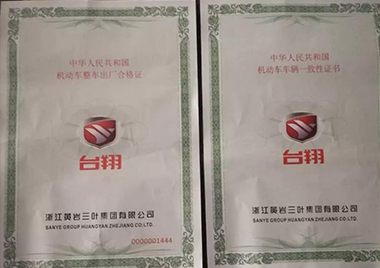 中华人民共和国
机动车整车出厂合格证
台翔
浙江黄岩三叶集团有限公司
SANYE GROUP HUANGYAN ZHEJIANG CO.LTD.
0000001444
中华人民共和国
机动车车辆一致性证书
台翔
浙江黄岩三叶集团有限公司
SANYE GROUP HUANGYAN ZHEJIANG CO.LTD.